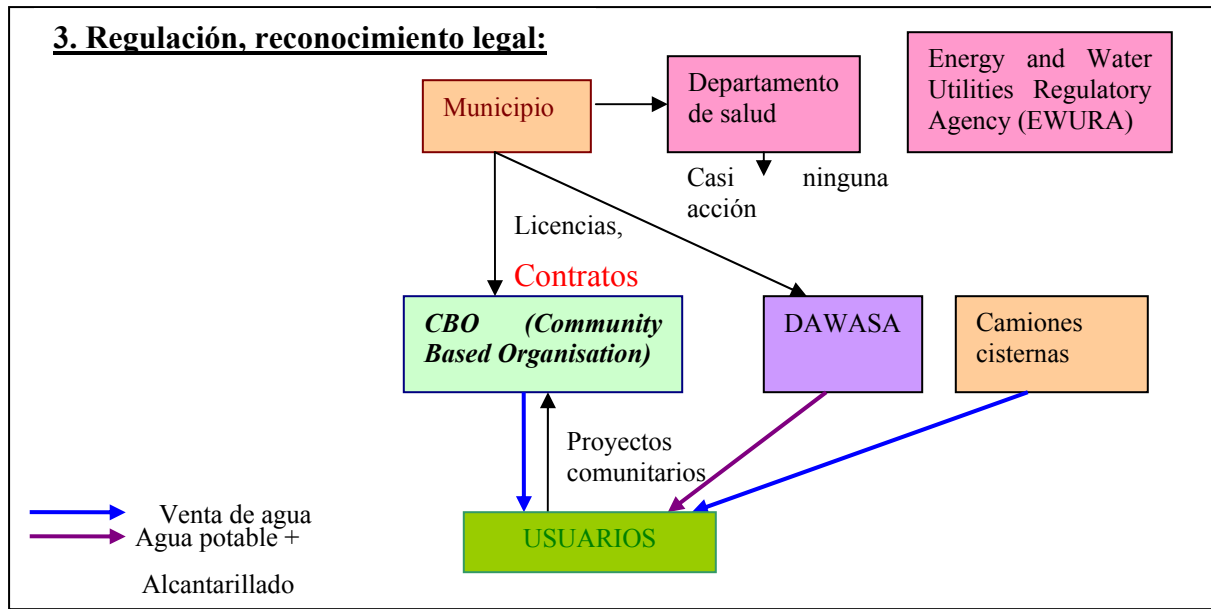 3. Regulación, reconocimiento legal:
Municipio
Departamento
de salud
Energy and Water
Utilities Regulatory
Agency (EWURA)
Casi ninguna
acción
Licencias,
Contratos
CBO (Community
Based Organisation)
DAWASA
Camiones
cisternas
Proyectos
comunitarios
Venta de agua
Agua potable +
Alcantarillado
USUARIOS